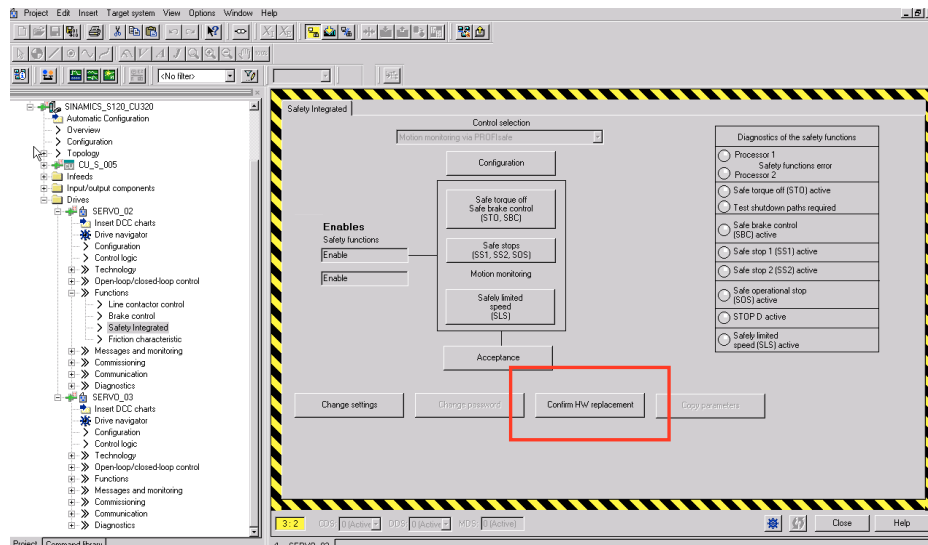 Project Edit Insert Target system View Options Window Help
<No filter>
SINAMICS_S120_CU320
Automatic Configuration
Overview
Configuration
Topology
CU_S_005
Infeeds
Input/output components
Drives
SERVO_02
Insert DCC charts
Drive navigator
Configuration
Control logic
Technology
Open-loop/closed-loop control
Functions
Line contactor control
Brake control
Safety Integrated
Friction characteristic
Messages and monitoring
Commissioning
Communication
Diagnostics
SERVO_03
Insert DCC charts
Drive navigator
Configuration
Control logic
Technology
Open-loop/closed-loop control
Functions
Messages and monitoring
Commissioning
Communication
Diagnostics
Project Command library
Safety Integrated
Control selection
Motion monitoring via PROFIsafe
Configuration
Safe torque off
Safe brake control
(STO, SBC)
Enables
Safety functions
Enable
Enable
Safe stops
(SS1, SS2, SOS)
Motion monitoring
Safely limited
speed
(SLS)
Acceptance
Change settings
Change password
Confirm HW replacement
Copy parameters
Diagnostics of the safety functions
Processor 1
Safety functions error
Processor 2
Safe torque off (STO) active
Test shutdown paths required
Safe brake control
(SBC) active
Safe stop 1 (SS1) active
Safe stop 2 (SS2) active
Safe operational stop
(SOS) active
STOP D active
Safely limited
speed (SLS) active
3: 2 CDS: 0 (Active DDS: 0 (Active MDS: 0 (Active)
Close Help